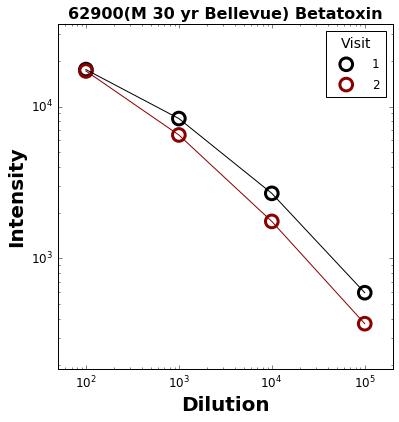 62900(M 30 yr Bellevue) Betatoxin
Visit
1
2
10^4
10^3
Intensity
10^2 10^3 10^4 10^5
Dilution